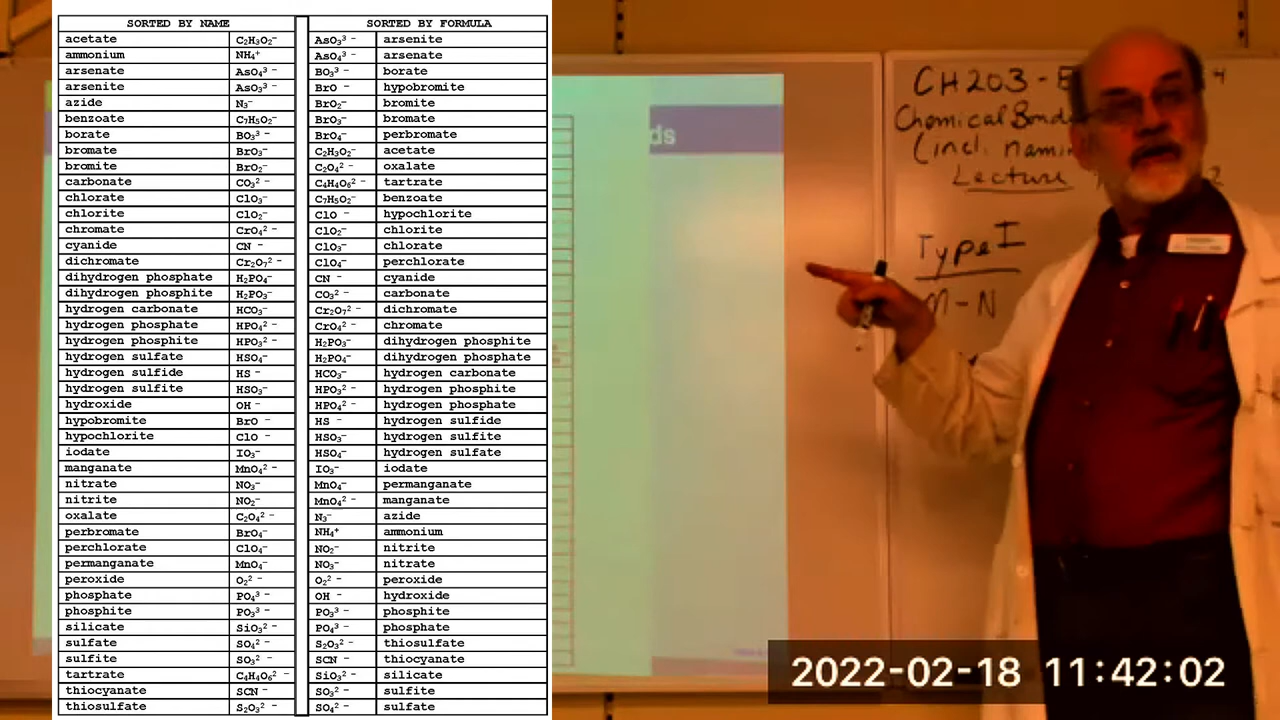 SORTED BY NAME SORTED BY FORMULA
acetate C₂H₃O₂⁻ AsO₃³⁻ arsenite
ammonium NH₄⁺ AsO₄³⁻ arsenate
arsenate AsO₄³⁻ BO₃³⁻ borate
arsenite AsO₃³⁻ BrO⁻ hypobromite
azide N₃⁻ BrO₂⁻ bromite
benzoate C₇H₅O₂⁻ BrO₃⁻ bromate
borate BO₃³⁻ BrO₄⁻ perbromate
bromate BrO₃⁻ C₂H₃O₂⁻ acetate
bromite BrO₂⁻ C₂O₄²⁻ oxalate
carbonate CO₃²⁻ C₄H₄O₆²⁻ tartrate
chlorate ClO₃⁻ C₇H₅O₂⁻ benzoate
chlorite ClO₂⁻ ClO⁻ hypochlorite
chromate CrO₄²⁻ ClO₂⁻ chlorite
cyanide CN⁻ ClO₃⁻ chlorate
dichromate Cr₂O₇²⁻ ClO₄⁻ perchlorate
dihydrogen phosphate H₂PO₄⁻ CN⁻ cyanide
dihydrogen phosphite H₂PO₃⁻ CO₃²⁻ carbonate
hydrogen carbonate HCO₃⁻ Cr₂O₇²⁻ dichromate
hydrogen phosphate HPO₄²⁻ CrO₄²⁻ chromate
hydrogen phosphite HPO₃²⁻ H₂PO₃⁻ dihydrogen phosphite
hydrogen sulfate HSO₄⁻ H₂PO₄⁻ dihydrogen phosphate
hydrogen sulfide HS⁻ HCO₃⁻ hydrogen carbonate
hydrogen sulfite HSO₃⁻ HPO₃²⁻ hydrogen phosphite
hydroxide OH⁻ HPO₄²⁻ hydrogen phosphate
hypobromite BrO⁻ HS⁻ hydrogen sulfide
hypochlorite ClO⁻ HSO₃⁻ hydrogen sulfite
iodate IO₃⁻ HSO₄⁻ hydrogen sulfate
manganate MnO₄²⁻ IO₃⁻ iodate
nitrate NO₃⁻ MnO₄⁻ permanganate
nitrite NO₂⁻ MnO₄²⁻ manganate
oxalate C₂O₄²⁻ N₃⁻ azide
perbromate BrO₄⁻ NH₄⁺ ammonium
perchlorate ClO₄⁻ NO₂⁻ nitrite
permanganate MnO₄⁻ NO₃⁻ nitrate
peroxide O₂²⁻ O₂²⁻ peroxide
phosphate PO₄³⁻ OH⁻ hydroxide
phosphite PO₃³⁻ PO₃³⁻ phosphite
silicate SiO₃²⁻ PO₄³⁻ phosphate
sulfate SO₄²⁻ S₂O₃²⁻ thiosulfate
sulfite SO₃²⁻ SCN⁻ thiocyanate
tartrate C₄H₄O₆²⁻ SiO₃²⁻ silicate
thiocyanate SCN⁻ SO₃²⁻ sulfite
thiosulfate S₂O₃²⁻ SO₄²⁻ sulfate
ds
CH203 -
Chemical Bond
(incl. nami
Lecture
Type I
M-N
2022-02-18 11:42:02